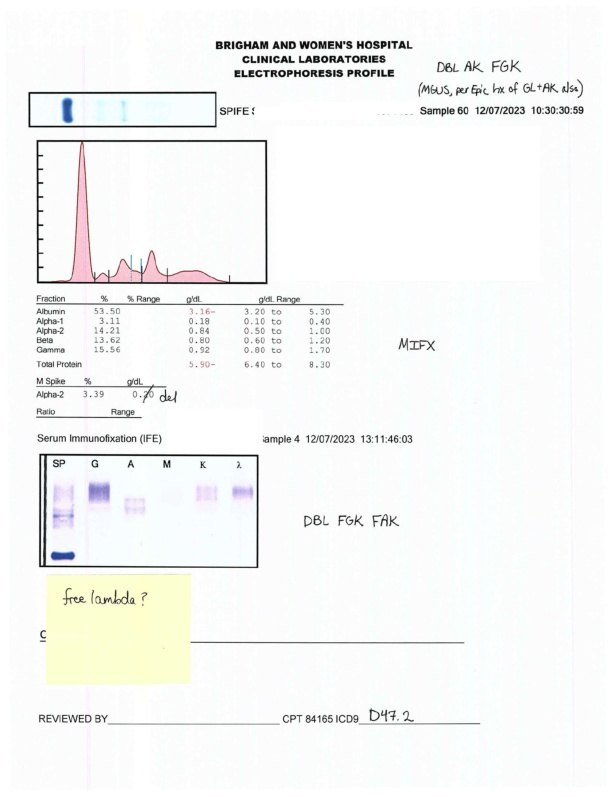 BRIGHAM AND WOMEN'S HOSPITAL
CLINICAL LABORATORIES
ELECTROPHORESIS PROFILE
DBL AK FGK
(MGUS, per Epic hx of GL+AK also)
SPIFE Sample 60 12/07/2023 10:30:30:59
Fraction % % Range g/dL g/dL Range
Albumin 53.50 3.16- 3.20 to 5.30
Alpha-1 3.11 0.18 0.10 to 0.40
Alpha-2 14.21 0.84 0.50 to 1.00
Beta 13.62 0.80 0.60 to 1.20
Gamma 15.56 0.92 0.80 to 1.70
Total Protein 5.90- 6.40 to 8.30
MIFX
M Spike % g/dL
Alpha-2 3.39 0.20 del
Ratio Range
Serum Immunofixation (IFE) Sample 4 12/07/2023 13:11:46:03
SP G A M K λ
DBL FGK FAK
free lambda?
REVIEWED BY CPT 84165 ICD9 D47.2